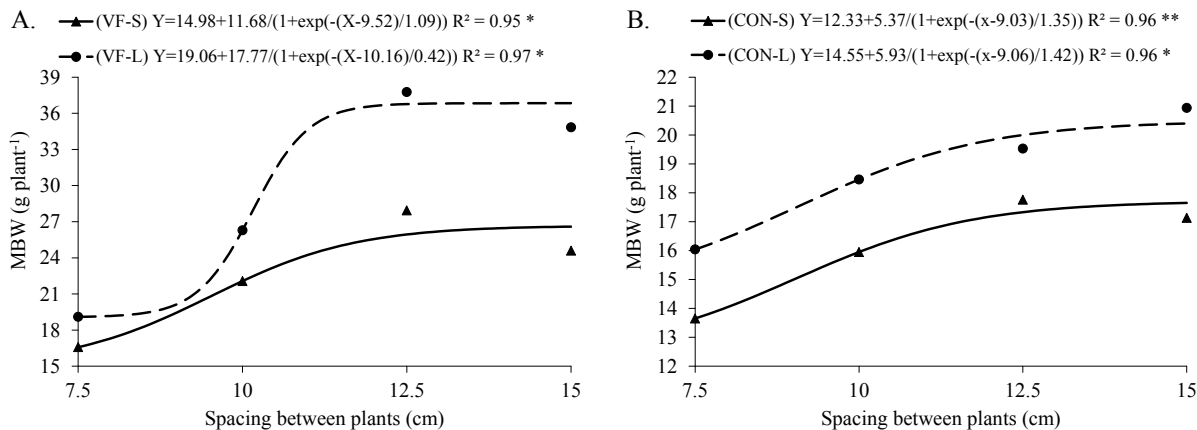 A.
(VF-S) Y=14.98+11.68/(1+exp(-(X-9.52)/1.09)) R² = 0.95 *
(VF-L) Y=19.06+17.77/(1+exp(-(X-10.16)/0.42)) R² = 0.97 *
39
36
33
30
27
24
21
18
15
MBW (g plant⁻¹)
7.5 10 12.5 15
Spacing between plants (cm)
B.
(CON-S) Y=12.33+5.37/(1+exp(-(x-9.03)/1.35)) R² = 0.96 **
(CON-L) Y=14.55+5.93/(1+exp(-(x-9.06)/1.42)) R² = 0.96 *
22
21
20
19
18
17
16
15
14
13
12
MBW (g plant⁻¹)
7.5 10 12.5 15
Spacing between plants (cm)